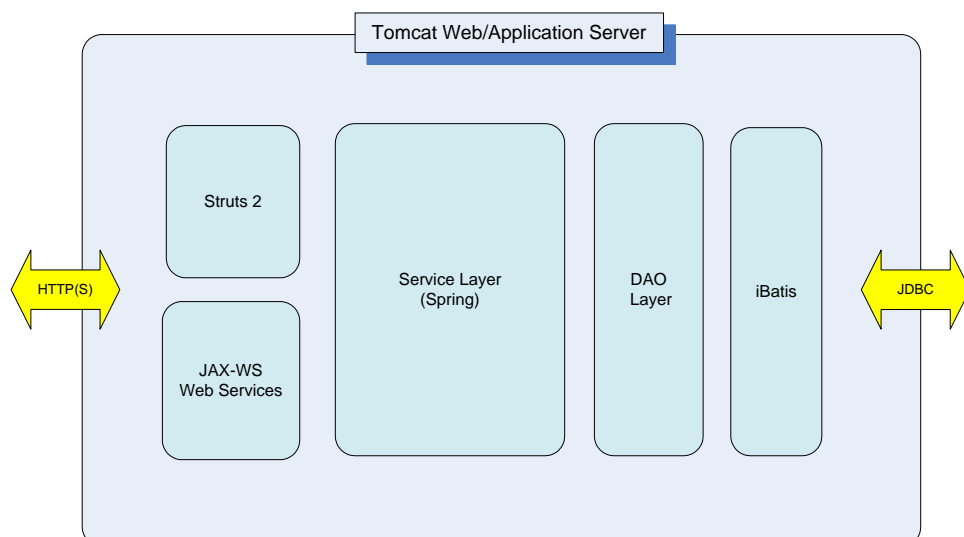 Tomcat Web/Application Server
Struts 2
JAX-WS
Web Services
Service Layer
(Spring)
DAO
Layer
iBatis
HTTP(S)
JDBC